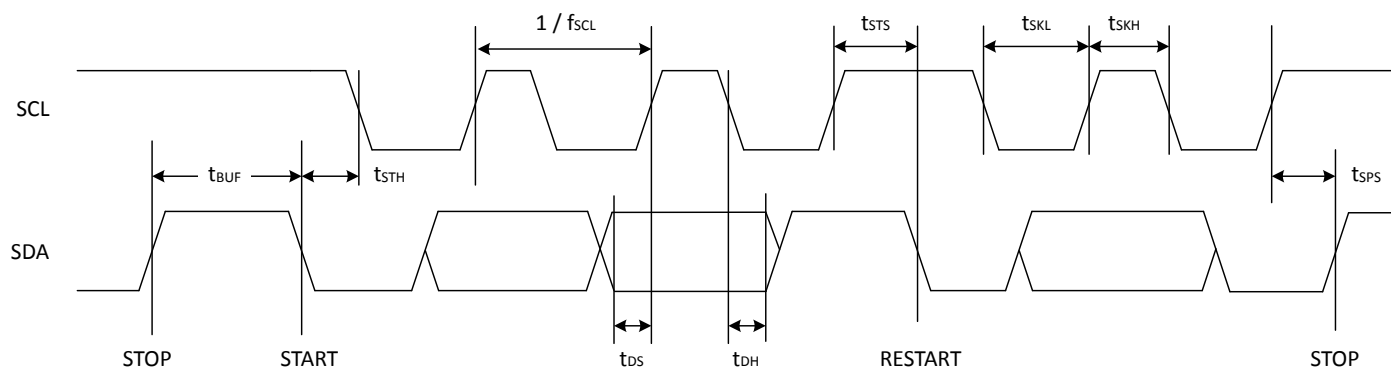 1 / fSCL
tSTS
tSKL
tSKH
SCL
tBUF
tSTH
tSPS
SDA
STOP
START
tDS
tDH
RESTART
STOP